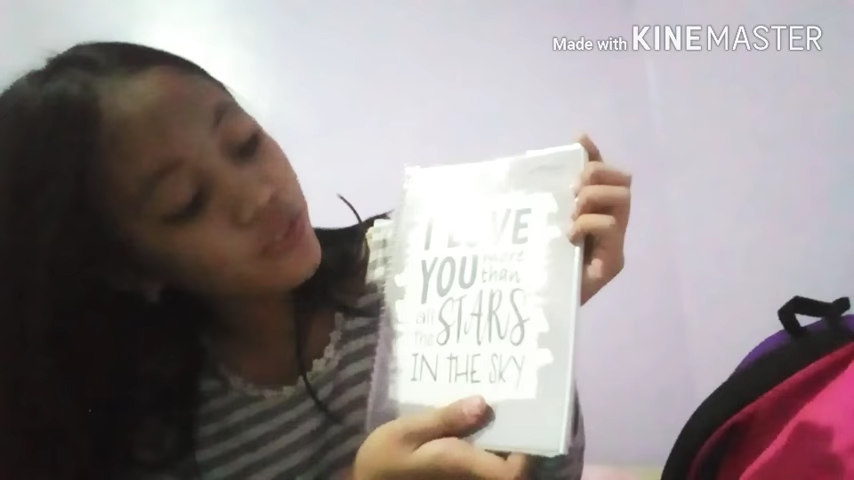 Made with KINEMASTER
I LOVE
YOU more
than
all
the STARS
IN THE SKY